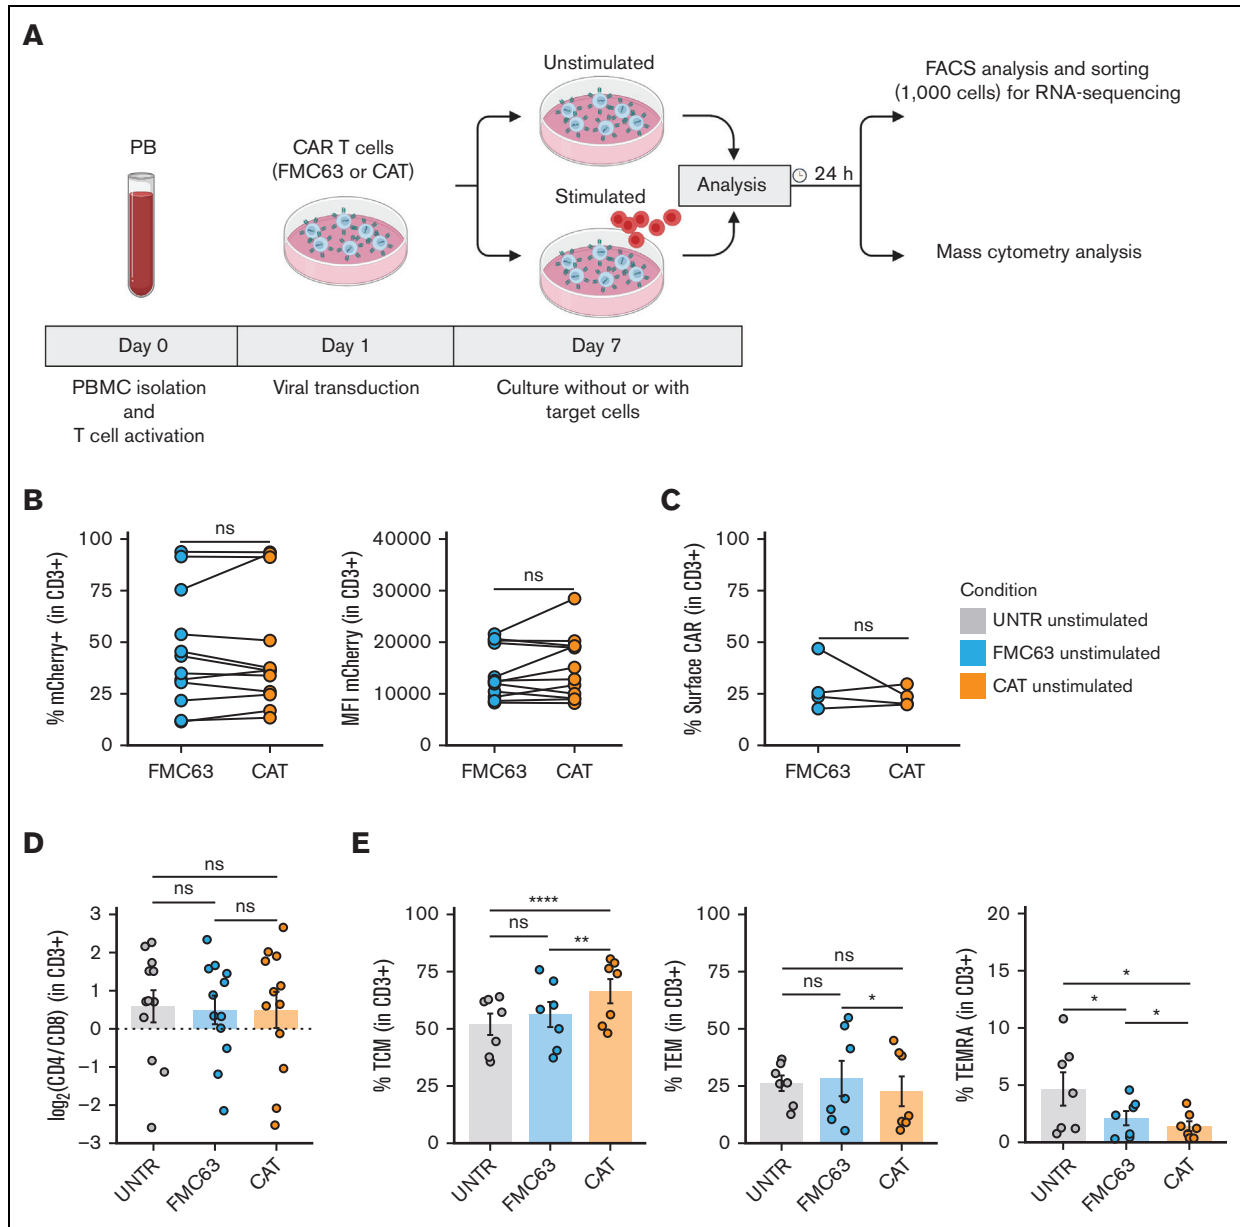 A
PB
CAR T cells
(FMC63 or CAT)
Unstimulated
Stimulated
Analysis
24 h
FACS analysis and sorting
(1,000 cells) for RNA-sequencing
Mass cytometry analysis
Day 0
Day 1
Day 7
PBMC isolation
and
T cell activation
Viral transduction
Culture without or with
target cells
B
% mCherry+ (in CD3+)
100
75
50
25
0
ns
FMC63
CAT
MFI mCherry (in CD3+)
40000
30000
20000
10000
0
ns
FMC63
CAT
C
% Surface CAR (in CD3+)
100
75
50
25
0
ns
FMC63
CAT
Condition
UNTR unstimulated
FMC63 unstimulated
CAT unstimulated
D
log2(CD4/CD8) (in CD3+)
3
2
1
0
−1
−2
−3
ns
ns
ns
UNTR
FMC63
CAT
E
% TCM (in CD3+)
100
75
50
25
0
****
ns
**
UNTR
FMC63
CAT
% TEM (in CD3+)
100
75
50
25
0
ns
ns
*
UNTR
FMC63
CAT
% TEMRA (in CD3+)
20
15
10
5
0
*
*
*
UNTR
FMC63
CAT